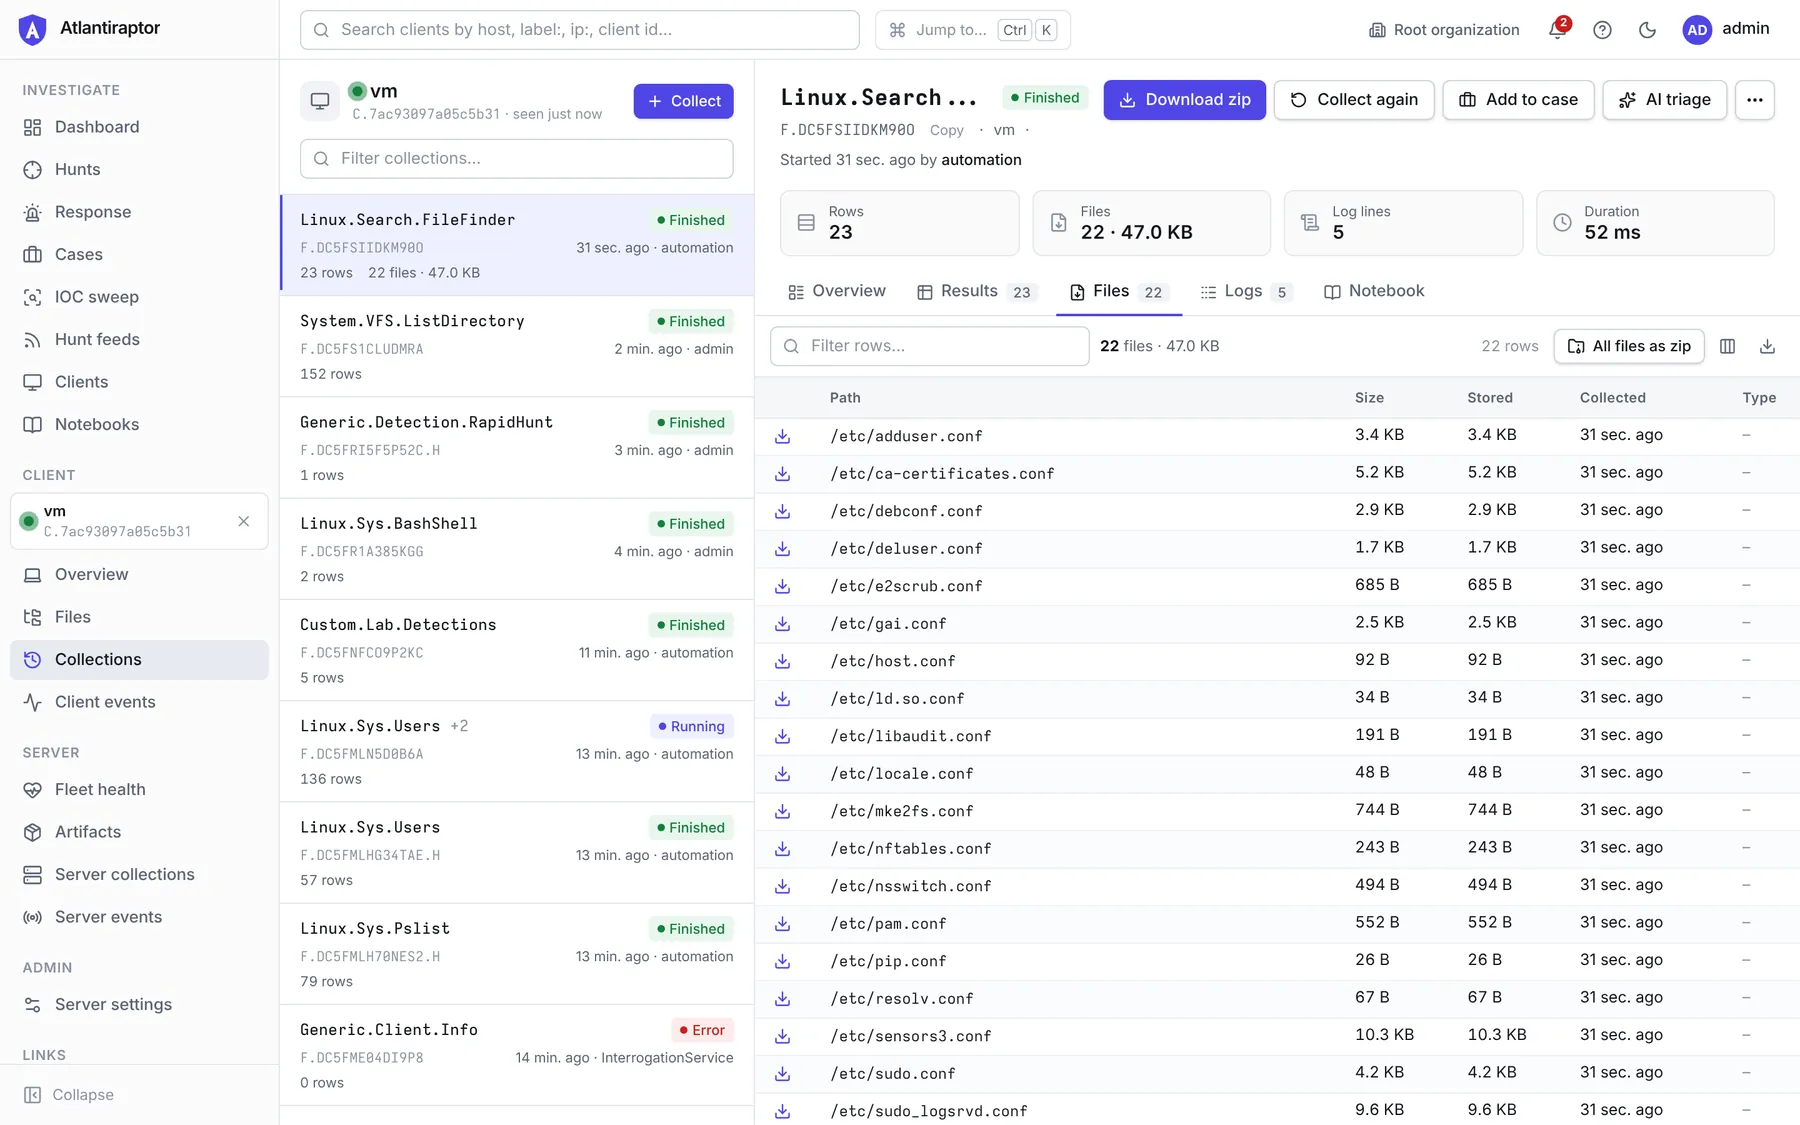 Atlantiraptor
Search clients by host, label:, ip:, client id...
Jump to... Ctrl K
Root organization
2
AD admin
INVESTIGATE
Dashboard
Hunts
Response
Cases
IOC sweep
Hunt feeds
Clients
Notebooks
CLIENT
vm
C.7ac93097a05c5b31
Overview
Files
Collections
Client events
SERVER
Fleet health
Artifacts
Server collections
Server events
ADMIN
Server settings
LINKS
Collapse
vm
C.7ac93097a05c5b31 · seen just now
+ Collect
Filter collections...
Linux.Search.FileFinder Finished
F.DC5FSIIDKM90O 31 sec. ago · automation
23 rows 22 files · 47.0 KB
System.VFS.ListDirectory Finished
F.DC5FS1CLUDMRA 2 min. ago · admin
152 rows
Generic.Detection.RapidHunt Finished
F.DC5FRI5F5P52C.H 3 min. ago · admin
1 rows
Linux.Sys.BashShell Finished
F.DC5FR1A385KGG 4 min. ago · admin
2 rows
Custom.Lab.Detections Finished
F.DC5FNFCO9P2KC 11 min. ago · automation
5 rows
Linux.Sys.Users +2 Running
F.DC5FMLN5D0B6A 13 min. ago · automation
136 rows
Linux.Sys.Users Finished
F.DC5FMLHG34TAE.H 13 min. ago · automation
57 rows
Linux.Sys.Pslist Finished
F.DC5FMLH70NES2.H 13 min. ago · automation
79 rows
Generic.Client.Info Error
F.DC5FME04DI9P8 14 min. ago · InterrogationService
0 rows
Linux.Search... Finished
Download zip
Collect again
Add to case
AI triage
F.DC5FSIIDKM90O Copy · vm ·
Started 31 sec. ago by automation
Rows
23
Files
22 · 47.0 KB
Log lines
5
Duration
52 ms
Overview Results 23 Files 22 Logs 5 Notebook
Filter rows... 22 files · 47.0 KB 22 rows All files as zip
Path Size Stored Collected Type
/etc/adduser.conf 3.4 KB 3.4 KB 31 sec. ago –
/etc/ca-certificates.conf 5.2 KB 5.2 KB 31 sec. ago –
/etc/debconf.conf 2.9 KB 2.9 KB 31 sec. ago –
/etc/deluser.conf 1.7 KB 1.7 KB 31 sec. ago –
/etc/e2scrub.conf 685 B 685 B 31 sec. ago –
/etc/gai.conf 2.5 KB 2.5 KB 31 sec. ago –
/etc/host.conf 92 B 92 B 31 sec. ago –
/etc/ld.so.conf 34 B 34 B 31 sec. ago –
/etc/libaudit.conf 191 B 191 B 31 sec. ago –
/etc/locale.conf 48 B 48 B 31 sec. ago –
/etc/mke2fs.conf 744 B 744 B 31 sec. ago –
/etc/nftables.conf 243 B 243 B 31 sec. ago –
/etc/nsswitch.conf 494 B 494 B 31 sec. ago –
/etc/pam.conf 552 B 552 B 31 sec. ago –
/etc/pip.conf 26 B 26 B 31 sec. ago –
/etc/resolv.conf 67 B 67 B 31 sec. ago –
/etc/sensors3.conf 10.3 KB 10.3 KB 31 sec. ago –
/etc/sudo.conf 4.2 KB 4.2 KB 31 sec. ago –
/etc/sudo_logsrvd.conf 9.6 KB 9.6 KB 31 sec. ago –